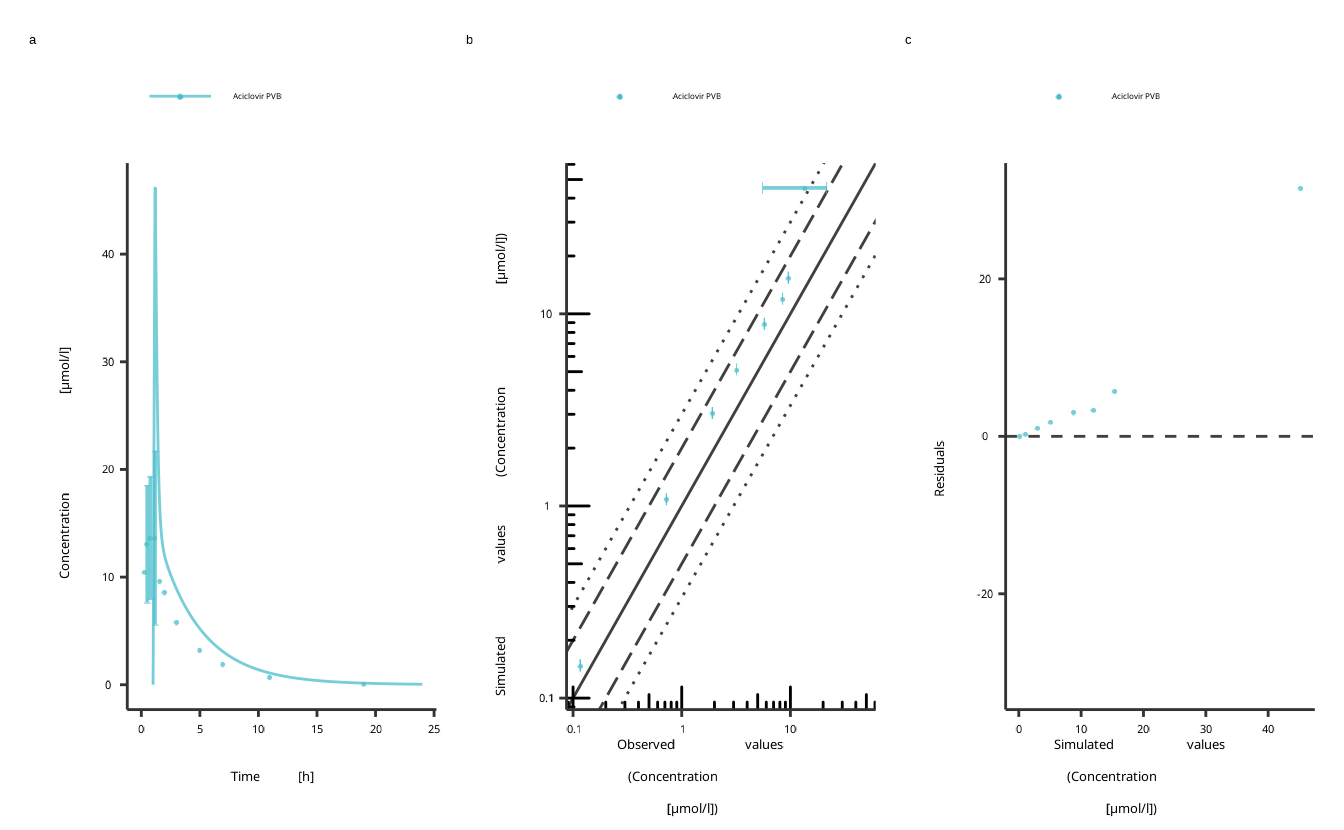 a
Aciclovir PVB
Concentration [µmol/l]
40
30
20
10
0
0 5 10 15 20 25
Time [h]
b
Aciclovir PVB
Simulated values (Concentration [µmol/l])
10
1
0.1
0.1 1 10
Observed values
(Concentration
[µmol/l])
c
Aciclovir PVB
Residuals
20
0
-20
0 10 20 30 40
Simulated values
(Concentration
[µmol/l])